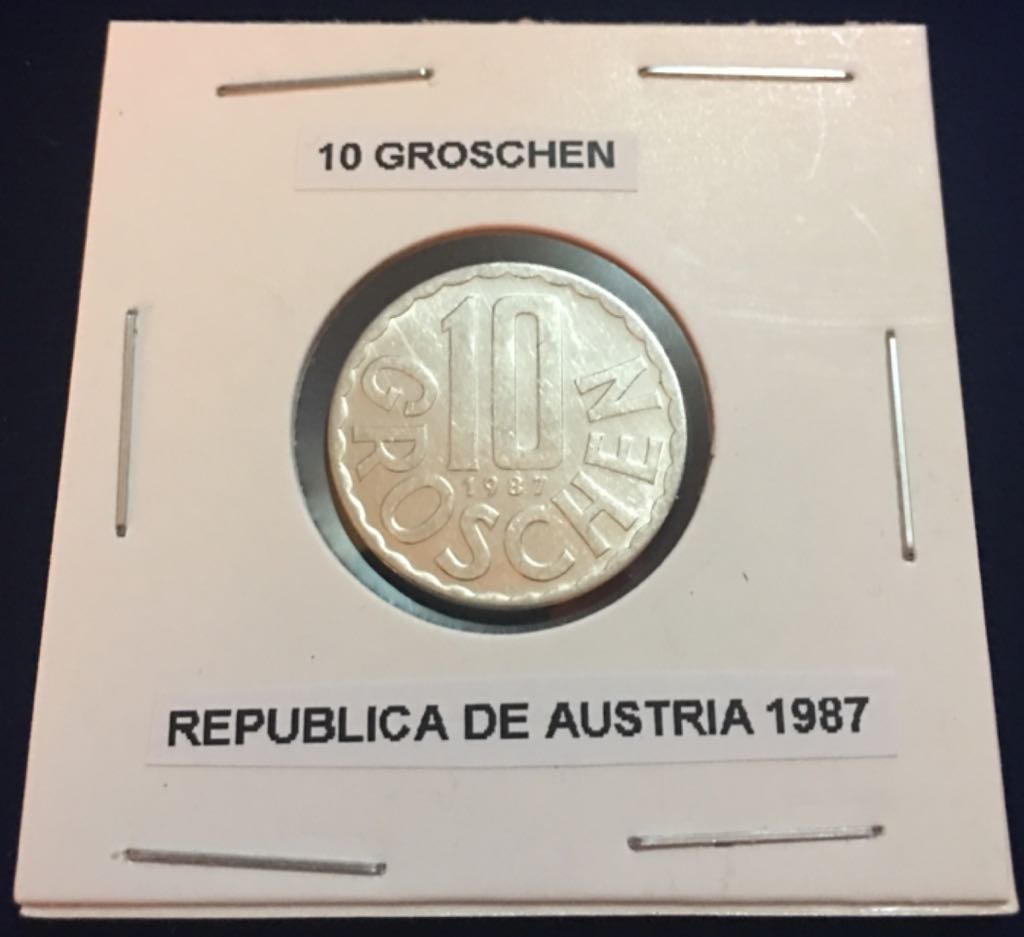 10 GROSCHEN
10
1987
GROSCHEN
REPUBLICA DE AUSTRIA 1987